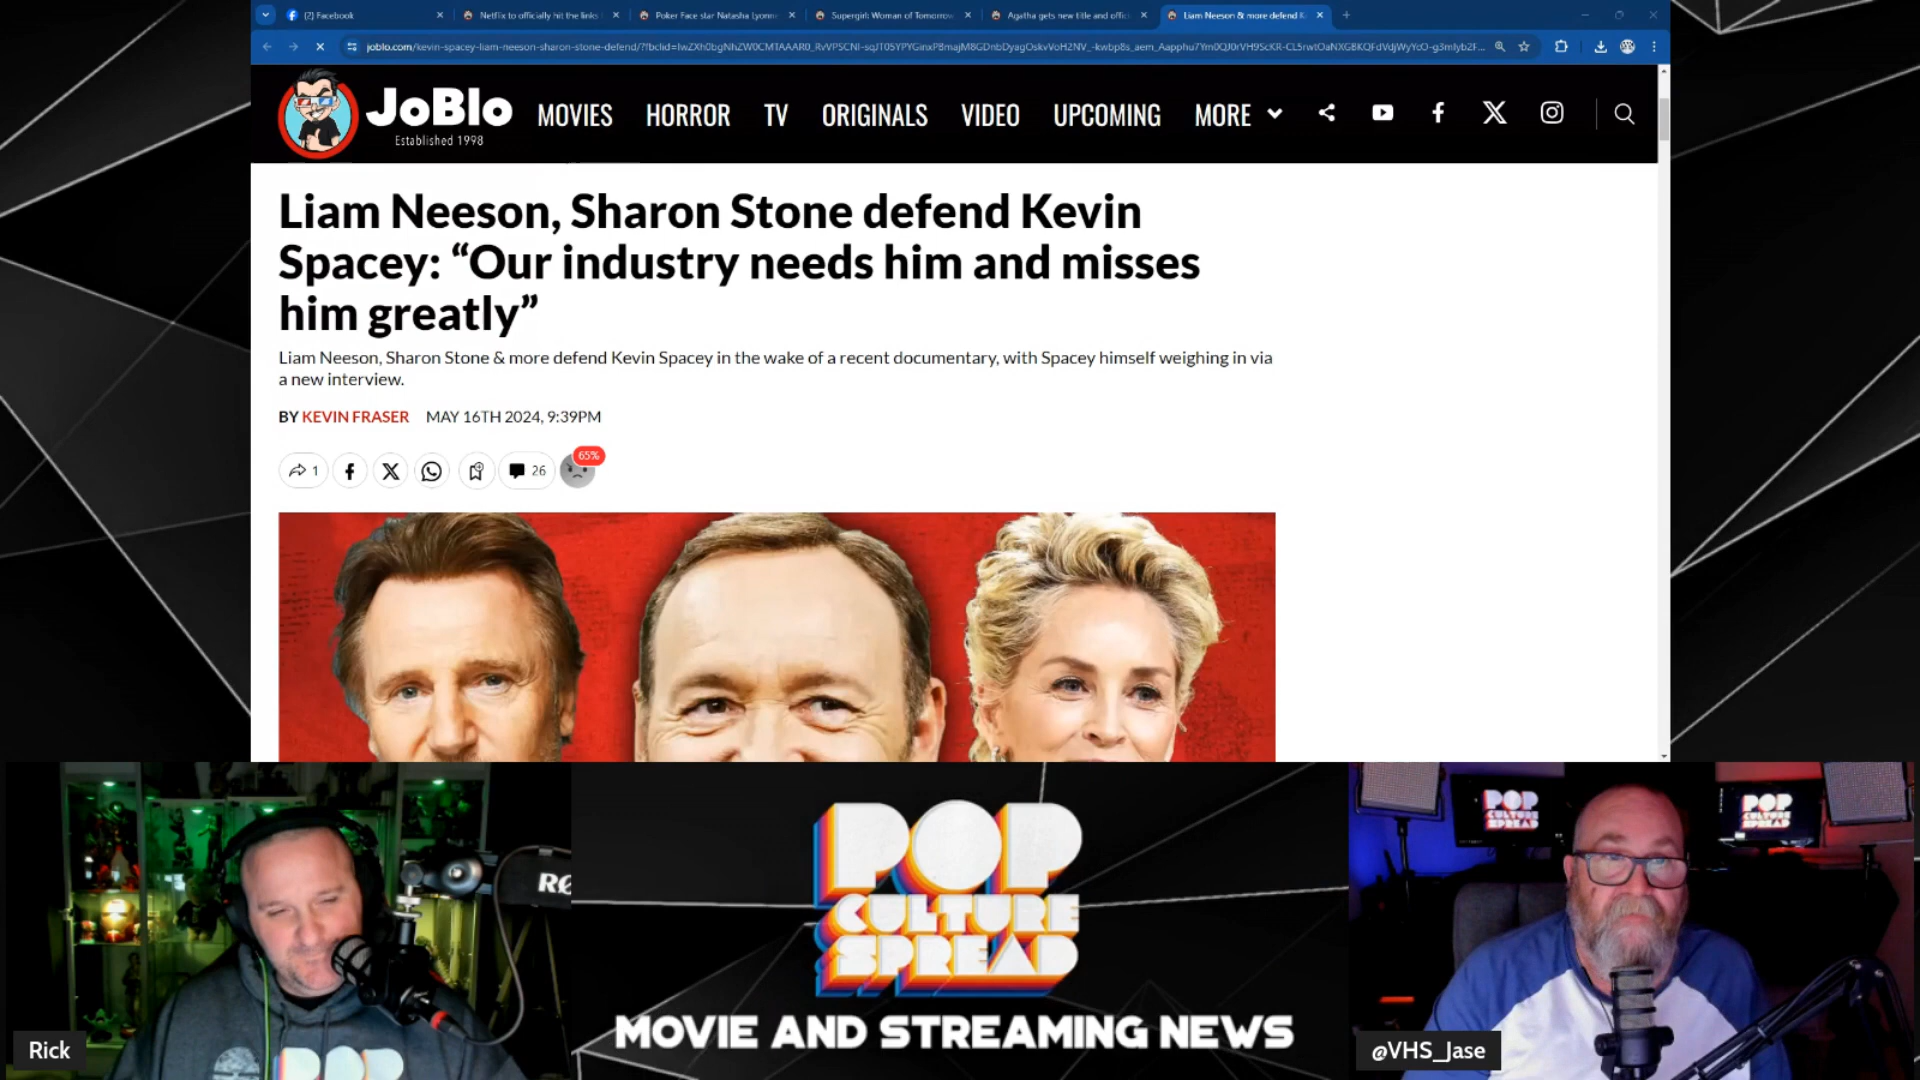 (2) Facebook
Netflix to officially hit the links
Poker Face star Natasha Lyonne
Supergirl: Woman of Tomorrow
Agatha gets new title and offic
Liam Neeson & more defend K
JoBlo
Established 1998
MOVIES HORROR TV ORIGINALS VIDEO UPCOMING MORE
Liam Neeson, Sharon Stone defend Kevin
Spacey: “Our industry needs him and misses
him greatly”
Liam Neeson, Sharon Stone & more defend Kevin Spacey in the wake of a recent documentary, with Spacey himself weighing in via
a new interview.
BY KEVIN FRASER MAY 16TH 2024, 9:39PM
1
26
65%
POP
CULTURE
SPREAD
MOVIE AND STREAMING NEWS
Rick
@VHS_Jase
POP
CULTURE
SPREAD
POP
CULTURE
SPREAD
POP